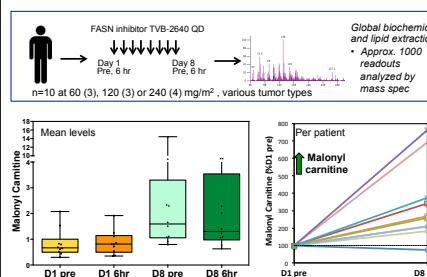 FASN inhibitor TVB-2640 QD
Day 1
Pre, 6 hr
Day 8
Pre, 6 hr
n=10 at 60 (3), 120 (3) or 240 (4) mg/m², various tumor types
Global biochemic
and lipid extractio
• Approx. 1000
readouts
analyzed by
mass spec
Mean levels
Malonyl Carnitine
18
16
14
12
10
8
6
4
3
2
1
0
D1 pre
D1 6hr
D8 pre
D8 6hr
Per patient
Malonyl
carnitine
Malonyl Carnitine (%D1 pre)
800
700
600
500
400
300
200
100
0
D1 pre
D8